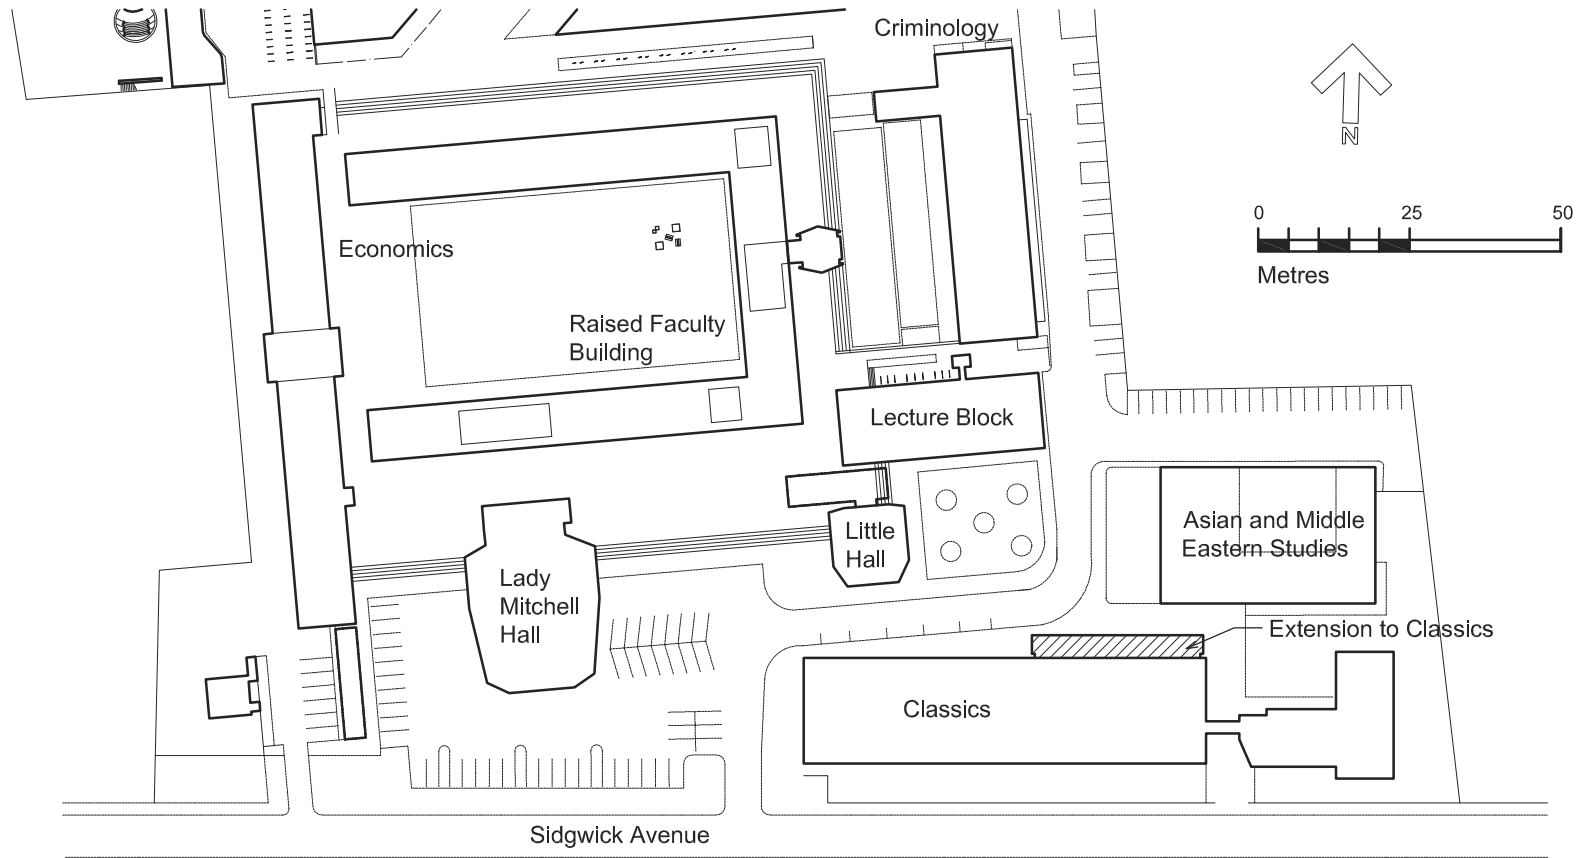 Criminology
N
0 25 50
Metres
Economics
Raised Faculty
Building
Lecture Block
Little
Hall
Asian and Middle
Eastern Studies
Lady
Mitchell
Hall
Extension to Classics
Classics
Sidgwick Avenue